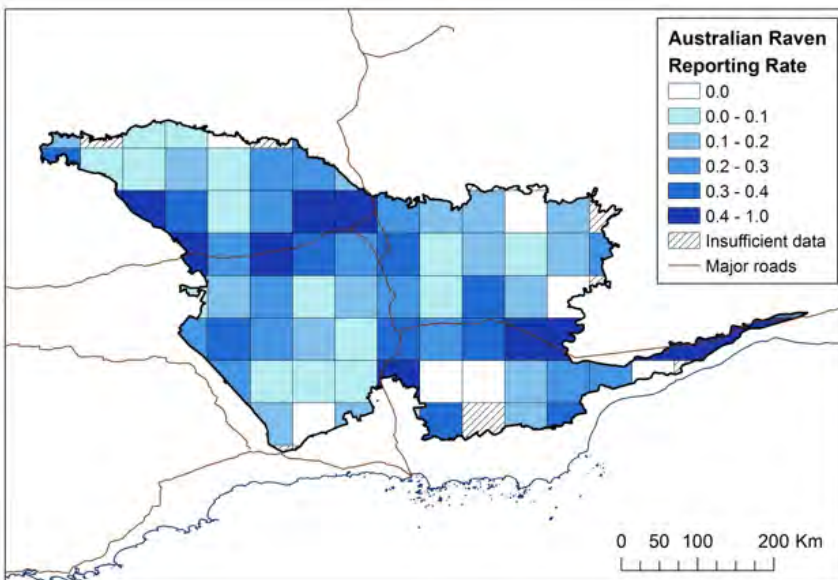 Australian Raven
Reporting Rate
0.0
0.0 - 0.1
0.1 - 0.2
0.2 - 0.3
0.3 - 0.4
0.4 - 1.0
Insufficient data
Major roads
0 50 100 200 Km